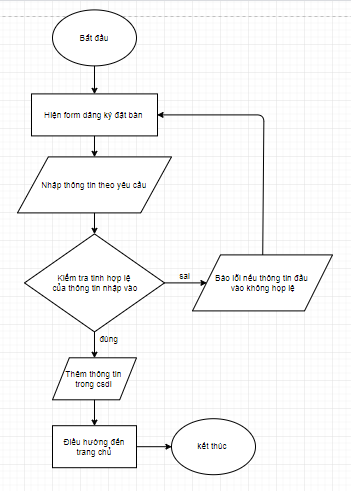 Bắt đầu
Hiện form đăng ký đặt bàn
Nhập thông tin theo yêu cầu
Kiểm tra tính hợp lệ
của thông tin nhập vào
sai
Báo lỗi nếu thông tin đầu
vào không hợp lệ
đúng
Thêm thông tin
trong csdl
Điều hướng đến
trang chủ
kết thúc